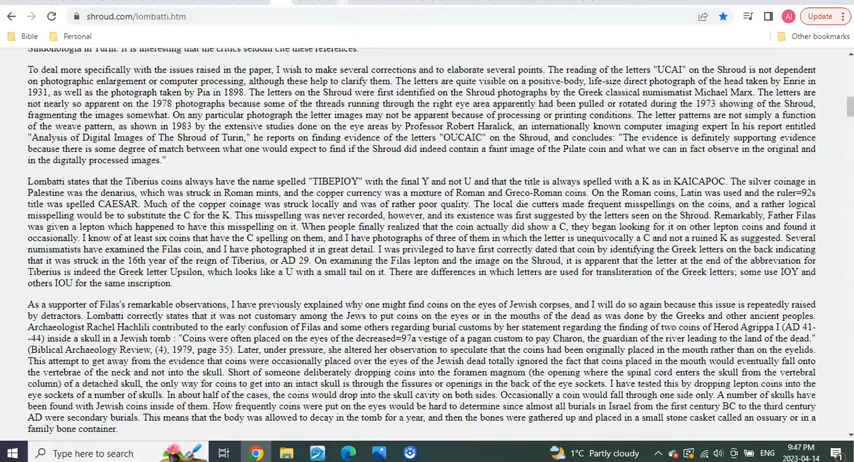 shroud.com/lombatti.htm
Update
Bible
Personal
Other bookmarks
Sindonologia in Turin. It is interesting that the critics seldom cite these references.
To deal more specifically with the issues raised in the paper, I wish to make several corrections and to elaborate several points. The reading of the letters "UCAI" on the Shroud is not dependent
on photographic enlargement or computer processing, although these help to clarify them. The letters are quite visible on a positive-body, life-size direct photograph of the head taken by Enrie in
1931, as well as the photograph taken by Pia in 1898. The letters on the Shroud were first identified on the Shroud photographs by the Greek classical numismatist Michael Marx. The letters are
not nearly so apparent on the 1978 photographs because some of the threads running through the right eye area apparently had been pulled or rotated during the 1973 showing of the Shroud,
fragmenting the images somewhat. On any particular photograph the letter images may not be apparent because of processing or printing conditions. The letter patterns are not simply a function
of the weave pattern, as shown in 1983 by the extensive studies done on the eye areas by Professor Robert Haralick, an internationally known computer imaging expert In his report entitled
"Analysis of Digital Images of The Shroud of Turin," he reports on finding evidence of the letters "OUCAIC" on the Shroud, and concludes: "The evidence is definitely supporting evidence
because there is some degree of match between what one would expect to find if the Shroud did indeed contain a faint image of the Pilate coin and what we can in fact observe in the original and
in the digitally processed images."
Lombatti states that the Tiberius coins always have the name spelled "TIBEPIOY" with the final Y and not U and that the title is always spelled with a K as in KAICAPOC. The silver coinage in
Palestine was the denarius, which was struck in Roman mints, and the copper currency was a mixture of Roman and Greco-Roman coins. On the Roman coins, Latin was used and the ruler=92s
title was spelled CAESAR. Much of the copper coinage was struck locally and was of rather poor quality. The local die cutters made frequent misspellings on the coins, and a rather logical
misspelling would be to substitute the C for the K. This misspelling was never recorded, however, and its existence was first suggested by the letters seen on the Shroud. Remarkably, Father Filas
was given a lepton which happened to have this misspelling on it. When people finally realized that the coin actually did show a C, they began looking for it on other lepton coins and found it
occasionally. I know of at least six coins that have the C spelling on them, and I have photographs of three of them in which the letter is unequivocally a C and not a ruined K as suggested. Several
numismatists have examined the Filas coin, and I have photographed it in great detail. I was privileged to have first correctly dated that coin by identifying the Greek letters on the back indicating
that it was struck in the 16th year of the reign of Tiberius, or AD 29. On examining the Filas lepton and the image on the Shroud, it is apparent that the letter at the end of the abbreviation for
Tiberius is indeed the Greek letter Upsilon, which looks like a U with a small tail on it. There are differences in which letters are used for transliteration of the Greek letters; some use IOY and
others IOU for the same inscription.
As a supporter of Filas's remarkable observations, I have previously explained why one might find coins on the eyes of Jewish corpses, and I will do so again because this issue is repeatedly raised
by detractors. Lombatti correctly states that it was not customary among the Jews to put coins on the eyes or in the mouths of the dead as was done by the Greeks and other ancient peoples.
Archaeologist Rachel Hachlili contributed to the early confusion of Filas and some others regarding burial customs by her statement regarding the finding of two coins of Herod Agrippa I (AD 41-
-44) inside a skull in a Jewish tomb : "Coins were often placed on the eyes of the decreased=97a vestige of a pagan custom to pay Charon, the guardian of the river leading to the land of the dead."
(Biblical Archaeology Review, (4), 1979, page 35). Later, under pressure, she altered her observation to speculate that the coins had been originally placed in the mouth rather than on the eyelids.
This attempt to get away from the evidence that coins were occasionally placed over the eyes of the Jewish dead totally ignored the fact that coins placed in the mouth would eventually fall onto
the vertebrae of the neck and not into the skull. Short of someone deliberately dropping coins into the foramen magnum (the opening where the spinal cord enters the skull from the vertebral
column) of a detached skull, the only way for coins to get into an intact skull is through the fissures or openings in the back of the eye sockets. I have tested this by dropping lepton coins into the
eye sockets of a number of skulls. In about half of the cases, the coins would drop into the skull cavity on both sides. Occasionally a coin would fall through one side only. A number of skulls have
been found with Jewish coins inside of them. How frequently coins were put on the eyes would be hard to determine since almost all burials in Israel from the first century BC to the third century
AD were secondary burials. This means that the body was allowed to decay in the tomb for a year, and then the bones were gathered up and placed in a small stone casket called an ossuary or in a
family bone container.
Type here to search
1°C Partly cloudy
ENG
9:47 PM
2023-04-14